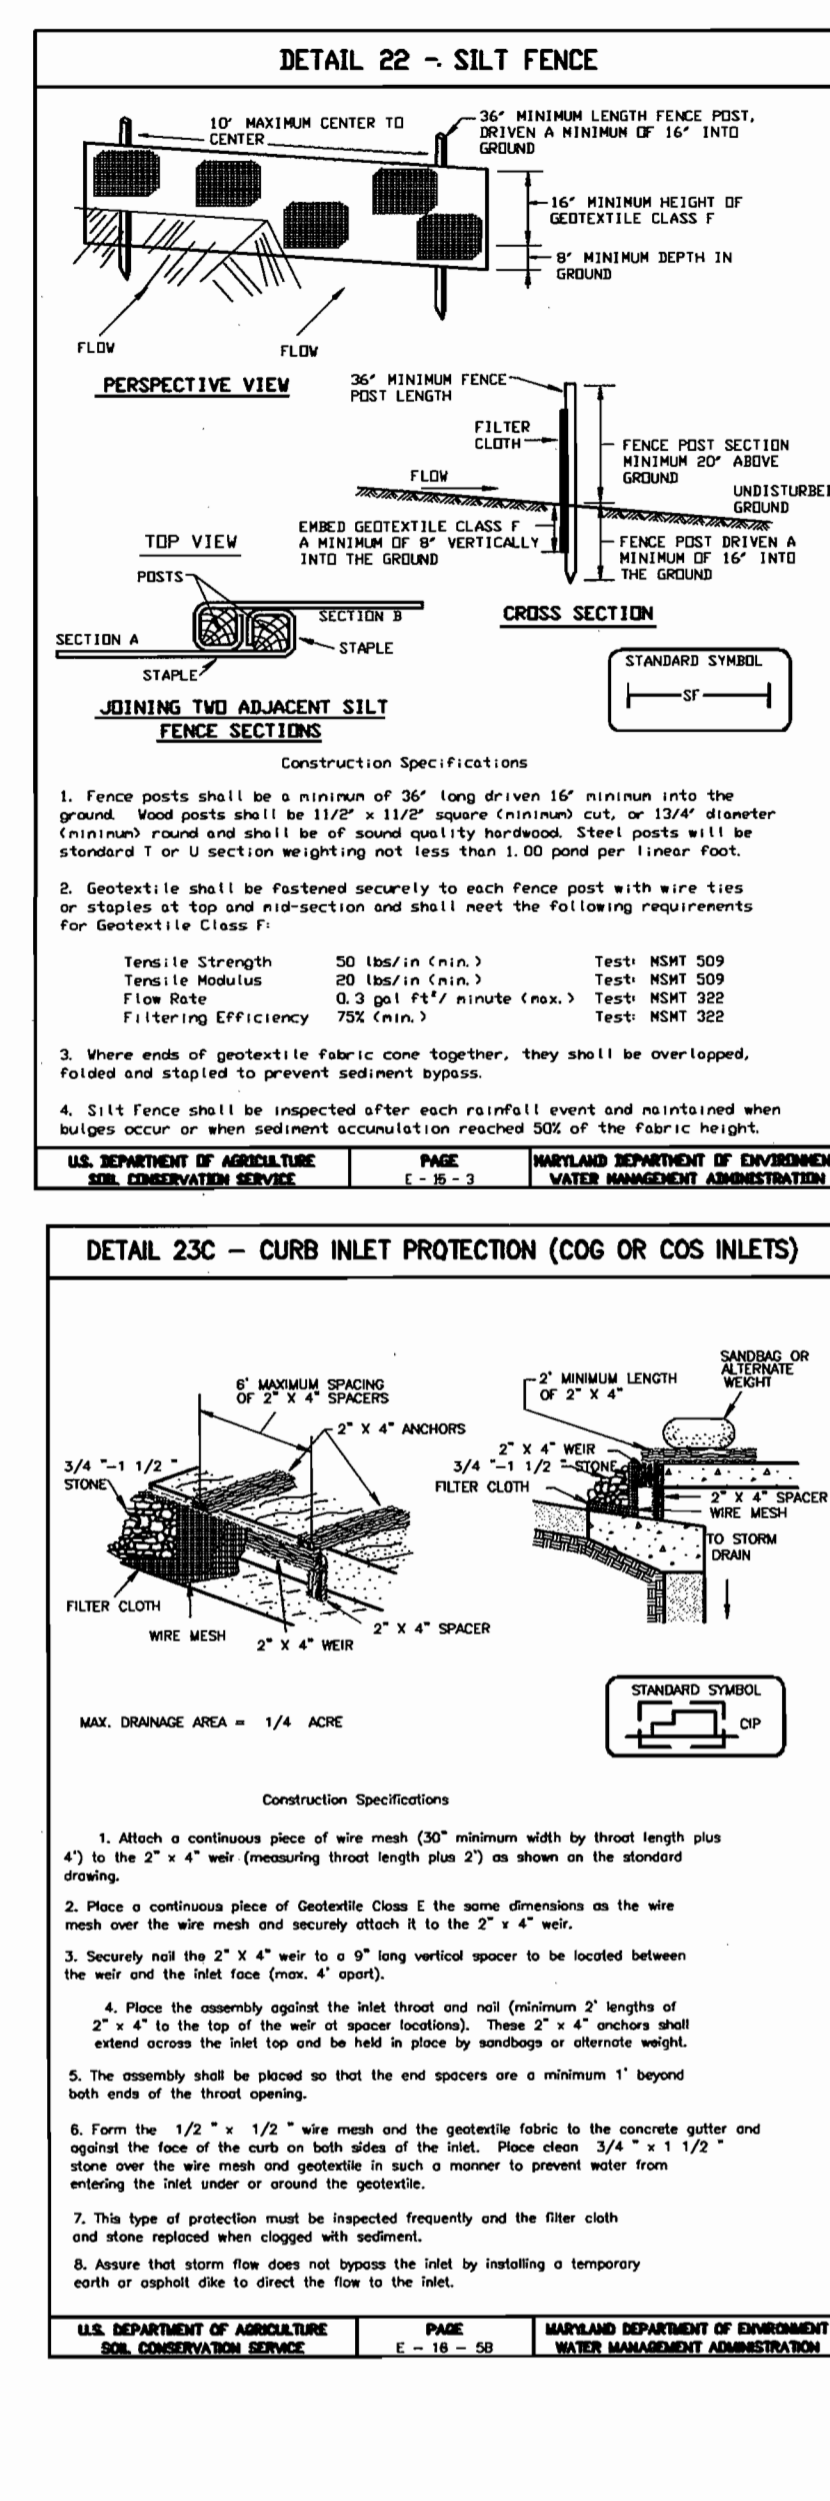 DETAIL 22 - SILT FENCE
10' MAXIMUM CENTER TO
CENTER
36" MINIMUM LENGTH FENCE POST,
DRIVEN A MINIMUM OF 16" INTO
GROUND
16" MINIMUM HEIGHT OF
GEOTEXTILE CLASS F
8" MINIMUM DEPTH IN
GROUND
FLOW
FLOW
PERSPECTIVE VIEW
36" MINIMUM FENCE
POST LENGTH
FILTER
CLOTH
FENCE POST SECTION
MINIMUM 20" ABOVE
GROUND
FLOW
UNDISTURBED
GROUND
EMBED GEOTEXTILE CLASS F
A MINIMUM OF 8" VERTICALLY
INTO THE GROUND
FENCE POST DRIVEN A
MINIMUM OF 16" INTO
THE GROUND
TOP VIEW
POSTS
SECTION B
SECTION A
STAPLE
STAPLE
CROSS SECTION
STANDARD SYMBOL
SF
JOINING TWO ADJACENT SILT
FENCE SECTIONS
Construction Specifications
1. Fence posts shall be a minimum of 36" long driven 16" minimum into the
ground. Wood posts shall be 11/2" x 11/2" square (minimum) cut, or 13/4" diameter
(minimum) round and shall be of sound quality hardwood. Steel posts will be
standard T or U section weighting not less than 1.00 pond per linear foot.
2. Geotextile shall be fastened securely to each fence post with wire ties
or staples at top and mid-section and shall meet the following requirements
for Geotextile Class F:
Tensile Strength 50 lbs/in (min.) Test: MSMT 509
Tensile Modulus 20 lbs/in (min.) Test: MSMT 509
Flow Rate 0.3 gal ft²/ minute (max.) Test: MSMT 322
Filtering Efficiency 75% (min.) Test: MSMT 322
3. Where ends of geotextile fabric come together, they shall be overlapped,
folded and stapled to prevent sediment bypass.
4. Silt Fence shall be inspected after each rainfall event and maintained when
bulges occur or when sediment accumulation reached 50% of the fabric height.
U.S. DEPARTMENT OF AGRICULTURE
SOIL CONSERVATION SERVICE
PAGE
E - 15 - 3
MARYLAND DEPARTMENT OF ENVIRONMEN
WATER MANAGEMENT ADMINISTRATION
DETAIL 23C – CURB INLET PROTECTION (COG OR COS INLETS)
6' MAXIMUM SPACING
OF 2" X 4" SPACERS
2" X 4" ANCHORS
3/4 "-1 1/2 "
STONE
FILTER CLOTH
WIRE MESH
2" X 4" WEIR
2" X 4" SPACER
SANDBAG OR
ALTERNATE
WEIGHT
2' MINIMUM LENGTH
OF 2" X 4"
2" X 4" WEIR
3/4 "-1 1/2 "-STONE
FILTER CLOTH
2" X 4" SPACER
WIRE MESH
TO STORM
DRAIN
MAX. DRAINAGE AREA = 1/4 ACRE
STANDARD SYMBOL
CIP
Construction Specifications
1. Attach a continuous piece of wire mesh (30" minimum width by throat length plus
4') to the 2" x 4" weir (measuring throat length plus 2') as shown on the standard
drawing.
2. Place a continuous piece of Geotextile Class E the same dimensions as the wire
mesh over the wire mesh and securely attach it to the 2" x 4" weir.
3. Securely nail the 2" X 4" weir to a 9" long vertical spacer to be located between
the weir and the inlet face (max. 4' apart).
4. Place the assembly against the inlet throat and nail (minimum 2' lengths of
2" x 4" to the top of the weir at spacer locations). These 2" x 4" anchors shall
extend across the inlet top and be held in place by sandbags or alternate weight.
5. The assembly shall be placed so that the end spacers are a minimum 1' beyond
both ends of the throat opening.
6. Form the 1/2 " x 1/2 " wire mesh and the geotextile fabric to the concrete gutter and
against the face of the curb on both sides of the inlet. Place clean 3/4 " x 1 1/2 "
stone over the wire mesh and geotextile in such a manner to prevent water from
entering the inlet under or around the geotextile.
7. This type of protection must be inspected frequently and the filter cloth
and stone replaced when clogged with sediment.
8. Assure that storm flow does not bypass the inlet by installing a temporary
earth or asphalt dike to direct the flow to the inlet.
U.S. DEPARTMENT OF AGRICULTURE
SOIL CONSERVATION SERVICE
PAGE
E - 16 - 5B
MARYLAND DEPARTMENT OF ENVIRONMENT
WATER MANAGEMENT ADMINISTRATION